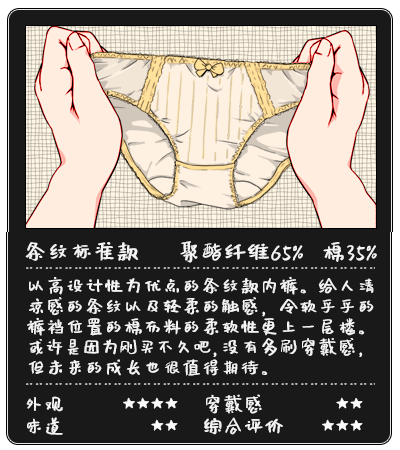 条纹标准款 聚酯纤维65% 棉35%
以高设计性为优点的条纹款内裤。给人清
凉感的条纹以及轻柔的触感，令软乎乎的
裤裆位置的棉布料的柔软性更上一层楼。
或许是因为刚买不久吧，没有多刷穿戴感，
但未来的成长也很值得期待。
外观 ★★★★ 穿戴感 ★★
味道 ★★ 综合评价 ★★★